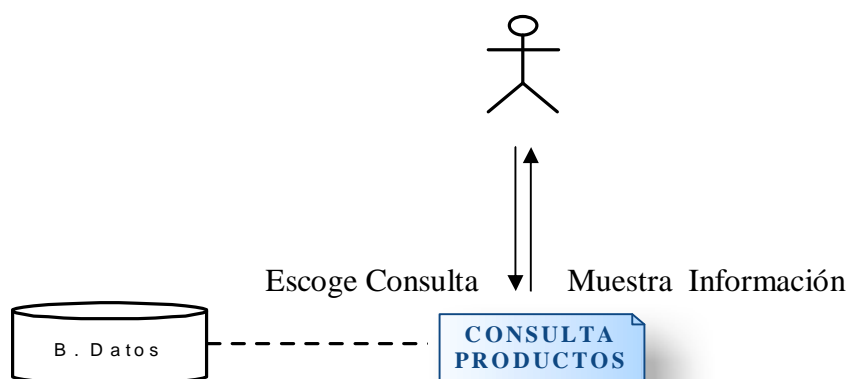 Escoge Consulta Muestra Información
B. Datos
CONSULTA
PRODUCTOS